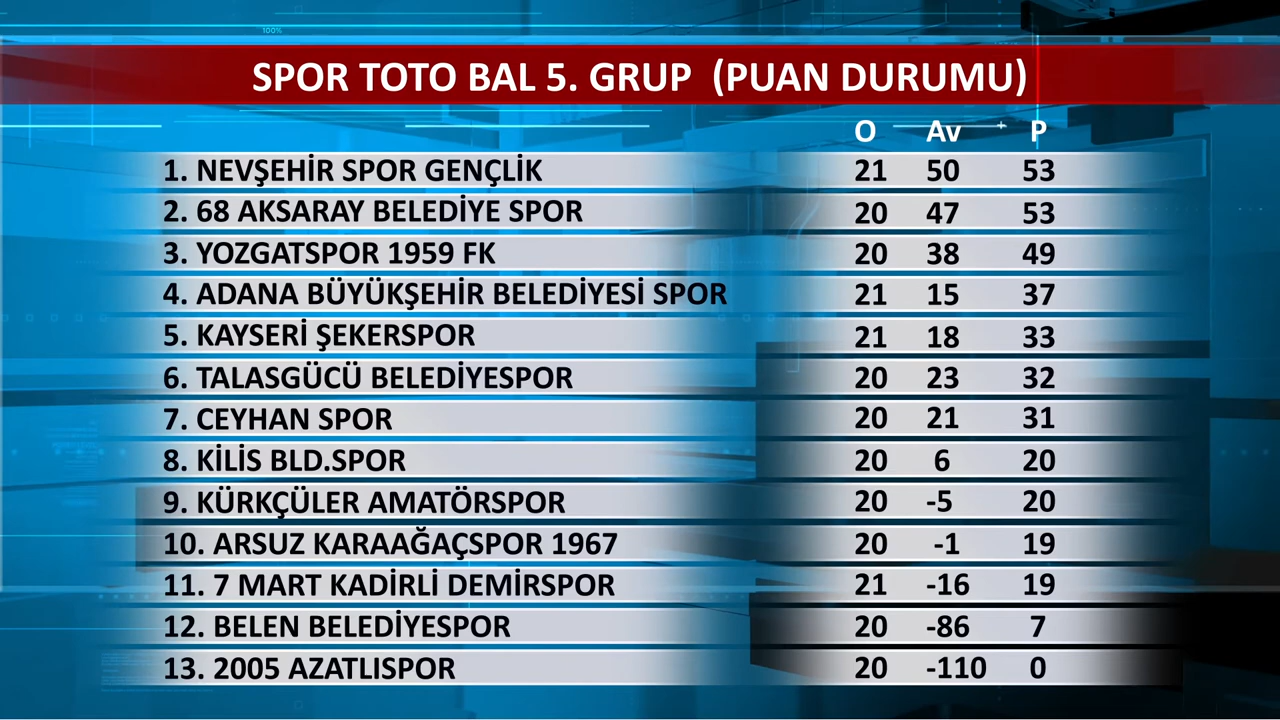 100%
SPOR TOTO BAL 5. GRUP (PUAN DURUMU)
O Av P
1. NEVŞEHİR SPOR GENÇLİK 21 50 53
2. 68 AKSARAY BELEDİYE SPOR 20 47 53
3. YOZGATSPOR 1959 FK 20 38 49
4. ADANA BÜYÜKŞEHİR BELEDİYESİ SPOR 21 15 37
5. KAYSERİ ŞEKERSPOR 21 18 33
6. TALASGÜCÜ BELEDİYESPOR 20 23 32
7. CEYHAN SPOR 20 21 31
8. KİLİS BLD.SPOR 20 6 20
9. KÜRKÇÜLER AMATÖRSPOR 20 -5 20
10. ARSUZ KARAAĞAÇSPOR 1967 20 -1 19
11. 7 MART KADİRLİ DEMİRSPOR 21 -16 19
12. BELEN BELEDİYESPOR 20 -86 7
13. 2005 AZATLISPOR 20 -110 0